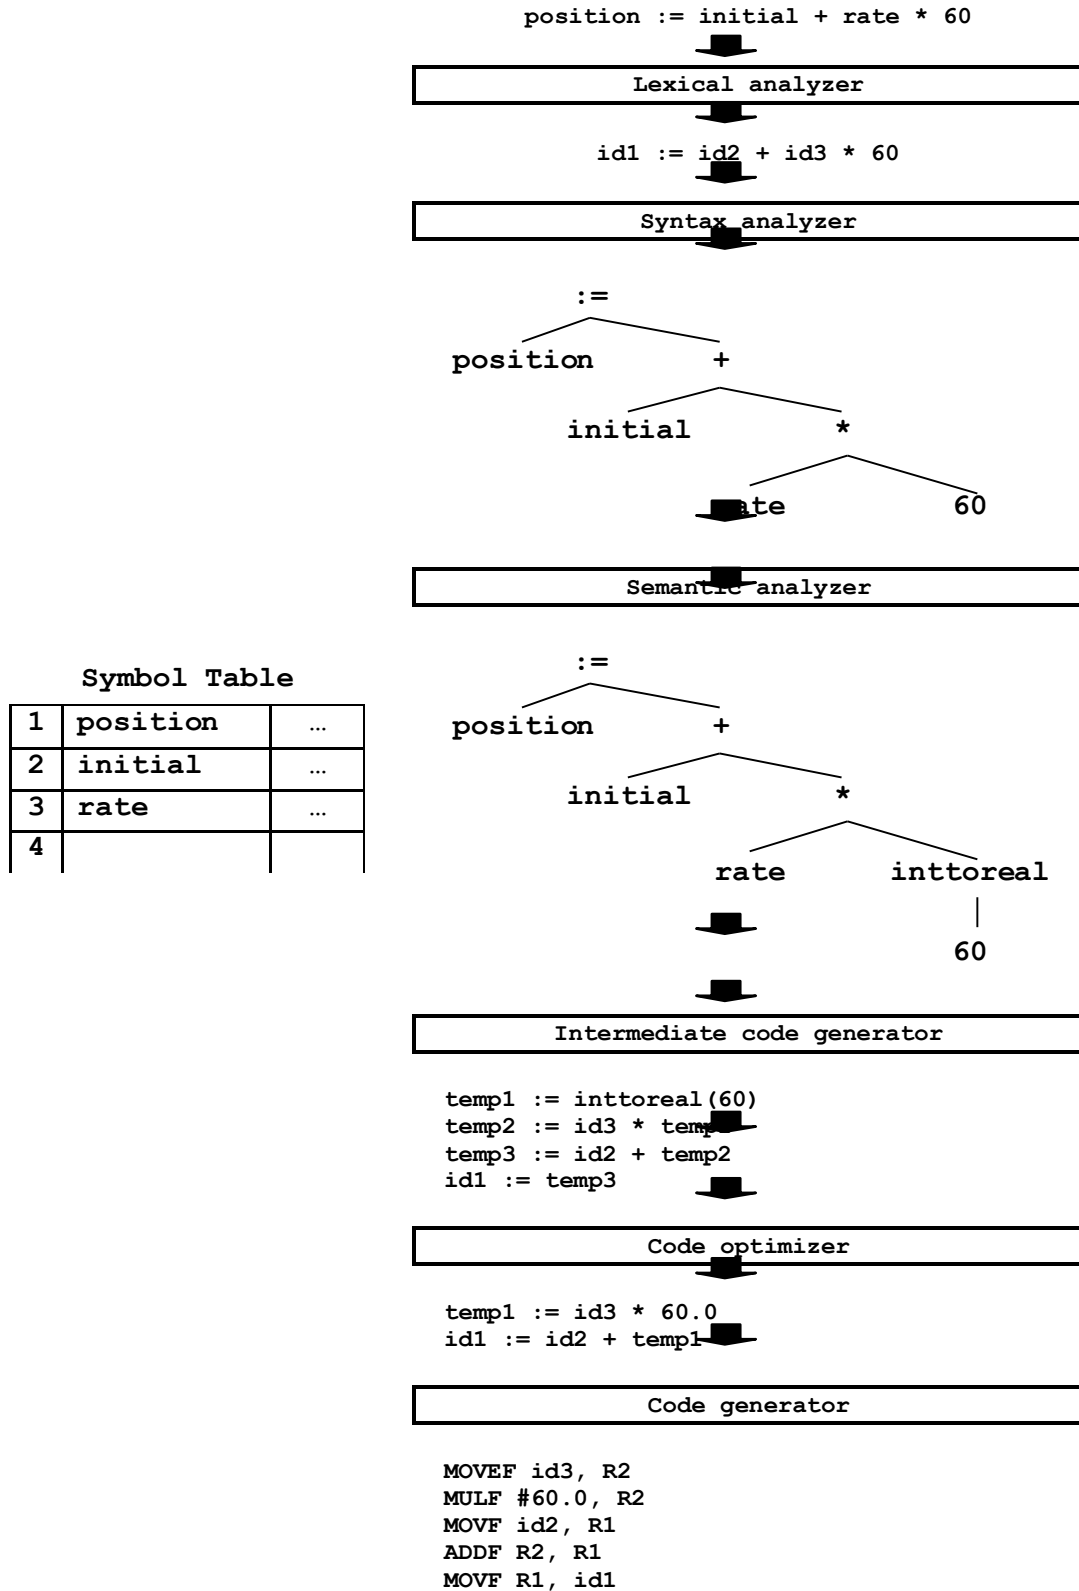 position := initial + rate * 60
Lexical analyzer
id1 := id2 + id3 * 60
Syntax analyzer
:=
position +
initial *
60
Semantic analyzer
Symbol Table
1 position …
2 initial …
3 rate …
4
:=
position +
initial *
rate inttoreal
60
Intermediate code generator
temp1 := inttoreal(60)
temp2 := id3 *
temp3 := id2 + temp2
id1 := temp3
Code optimizer
temp1 := id3 * 60.0
id1 := id2 + temp1
Code generator
MOVEF id3, R2
MULF #60.0, R2
MOVF id2, R1
ADDF R2, R1
MOVF R1, id1